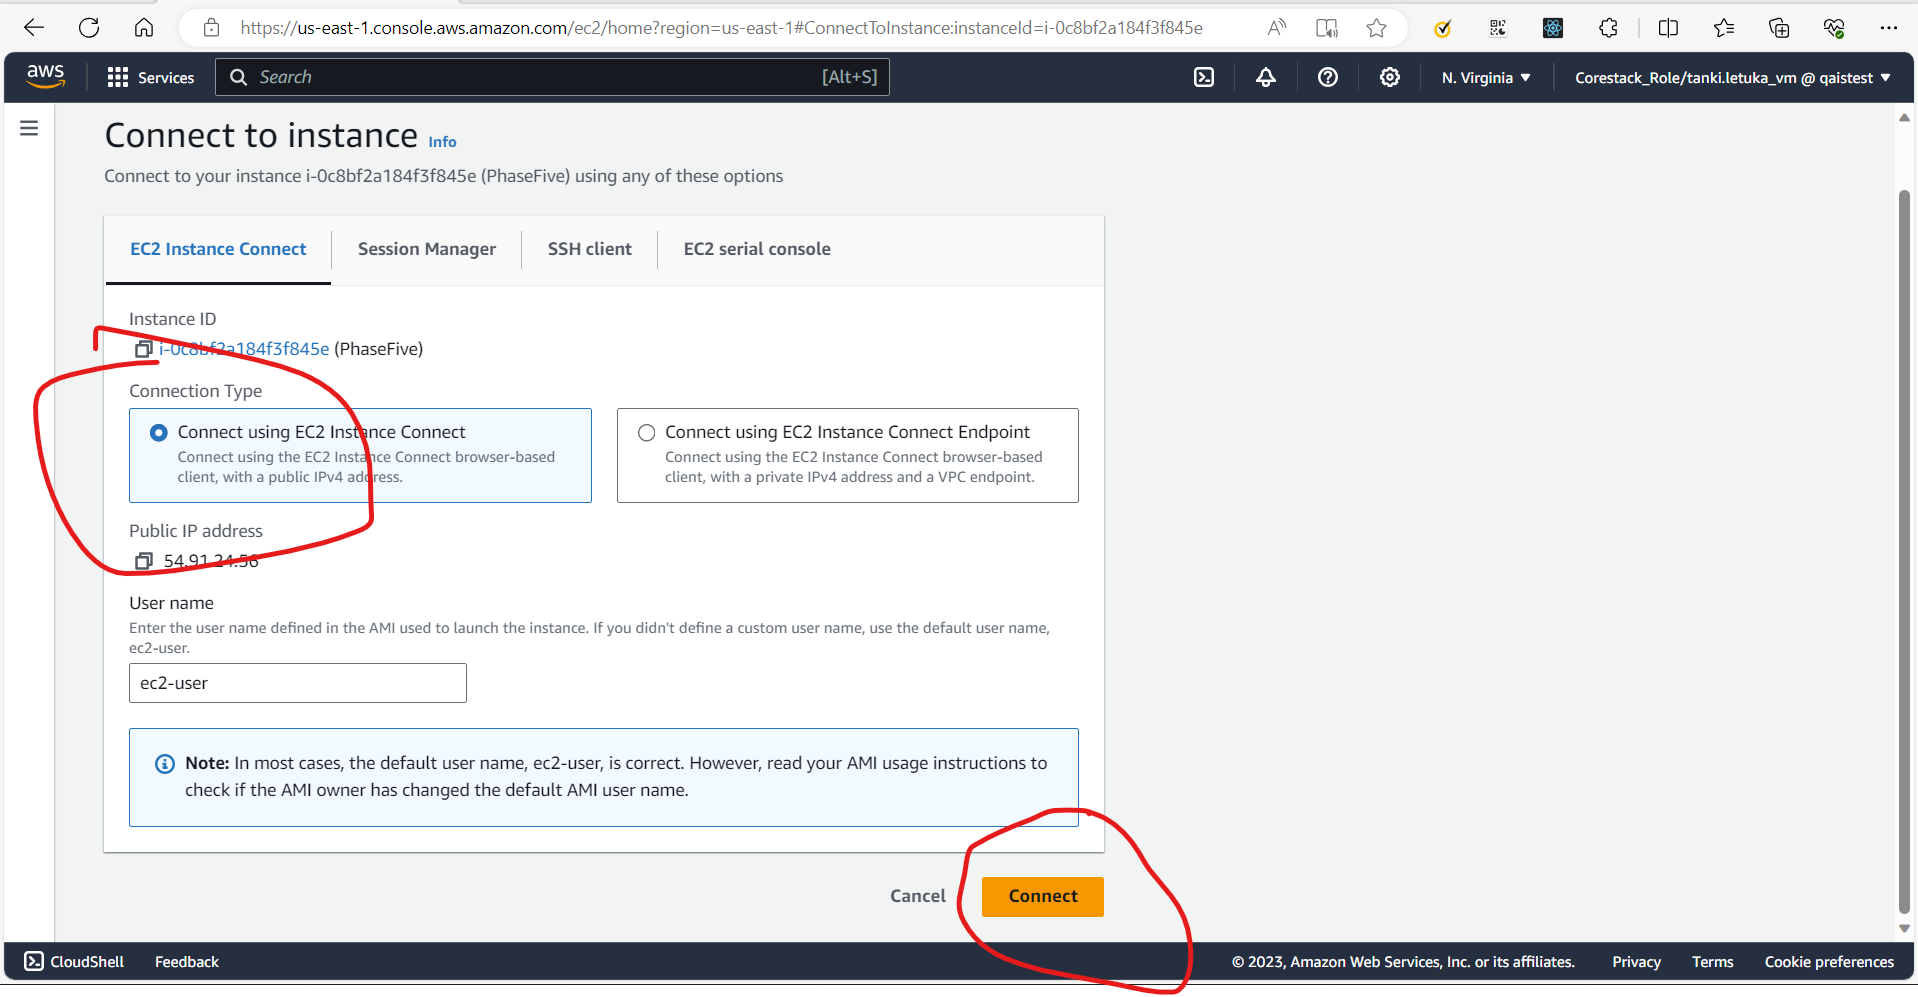 https://us-east-1.console.aws.amazon.com/ec2/home?region=us-east-1#ConnectToInstance:instanceId=i-0c8bf2a184f3f845e
aws
Services
Search
[Alt+S]
N. Virginia
Corestack_Role/tanki.letuka_vm @ qaistest
Connect to instance Info
Connect to your instance i-0c8bf2a184f3f845e (PhaseFive) using any of these options
EC2 Instance Connect
Session Manager
SSH client
EC2 serial console
Instance ID
i-0c8bf2a184f3f845e (PhaseFive)
Connection Type
Connect using EC2 Instance Connect
Connect using the EC2 Instance Connect browser-based
client, with a public IPv4 address.
Connect using EC2 Instance Connect Endpoint
Connect using the EC2 Instance Connect browser-based
client, with a private IPv4 address and a VPC endpoint.
Public IP address
54.91.24.56
User name
Enter the user name defined in the AMI used to launch the instance. If you didn't define a custom user name, use the default user name,
ec2-user.
ec2-user
Note: In most cases, the default user name, ec2-user, is correct. However, read your AMI usage instructions to
check if the AMI owner has changed the default AMI user name.
Cancel
Connect
CloudShell
Feedback
© 2023, Amazon Web Services, Inc. or its affiliates.
Privacy
Terms
Cookie preferences